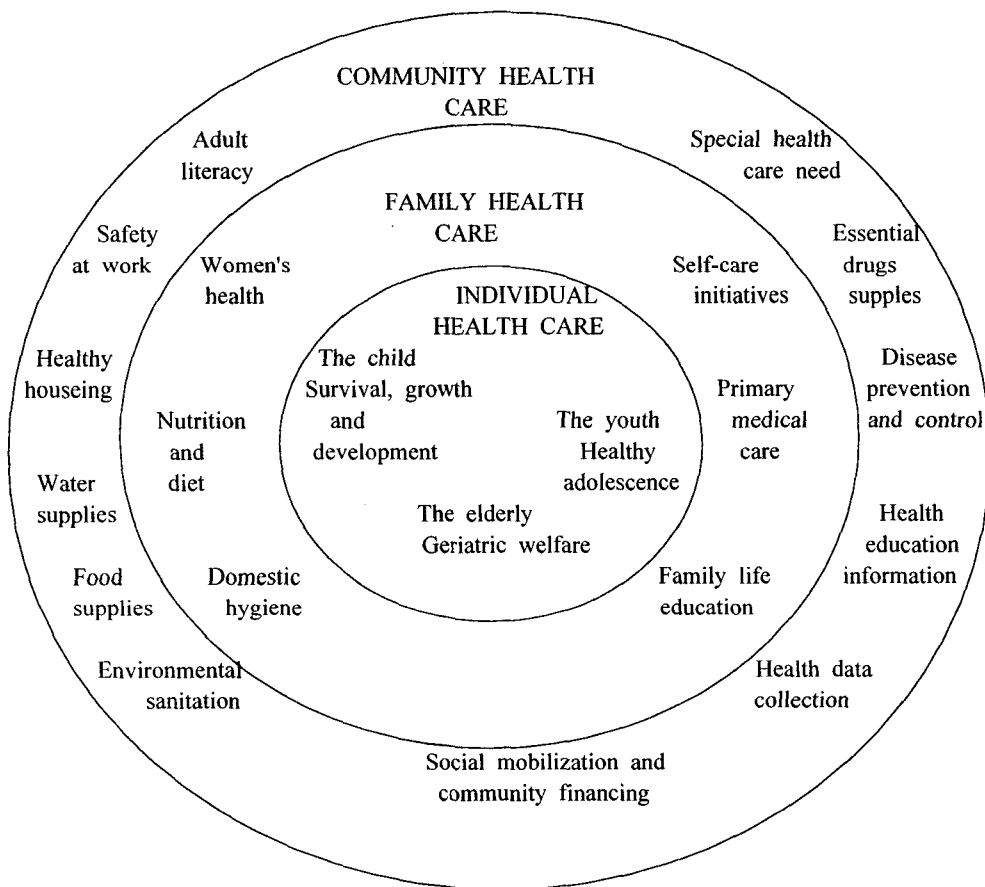 COMMUNITY HEALTH
CARE
Adult
literacy
Special health
care need
Safety
at work
Essential
drugs
supples
Healthy
houseing
Disease
prevention
and control
Water
supplies
Health
education
information
Food
supplies
Environmental
sanitation
Health data
collection
Social mobilization and
community financing
FAMILY HEALTH
CARE
Women's
health
Self-care
initiatives
Nutrition
and
diet
Primary
medical
care
Domestic
hygiene
Family life
education
INDIVIDUAL
HEALTH CARE
The child
Survival, growth
and
development
The youth
Healthy
adolescence
The elderly
Geriatric welfare